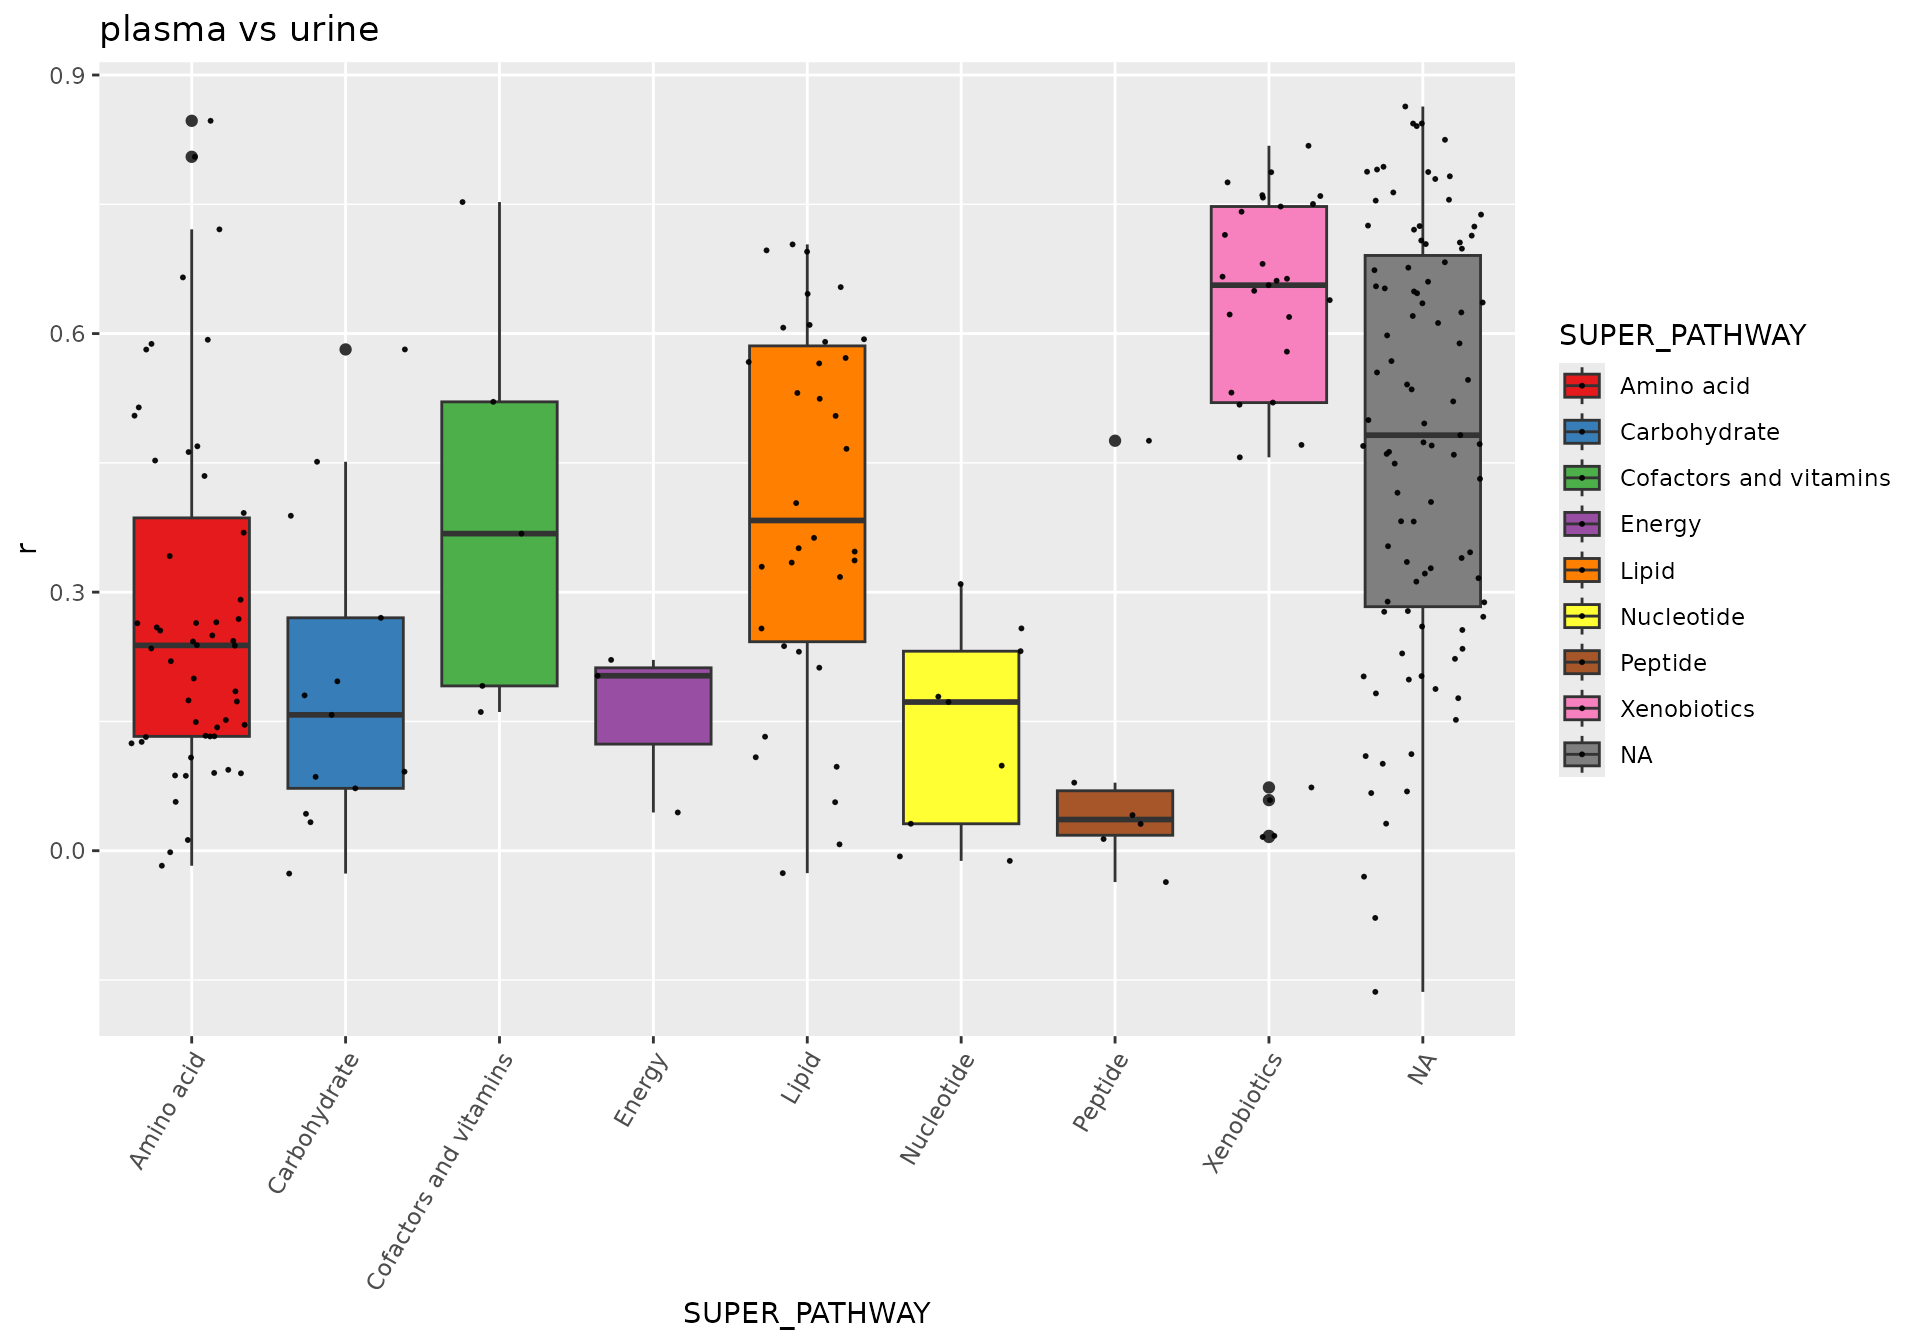 plasma vs urine
0.9
0.6
0.3
0.0
r
Amino acid
Carbohydrate
Cofactors and vitamins
Energy
Lipid
Nucleotide
Peptide
Xenobiotics
NA
SUPER_PATHWAY
SUPER_PATHWAY
Amino acid
Carbohydrate
Cofactors and vitamins
Energy
Lipid
Nucleotide
Peptide
Xenobiotics
NA